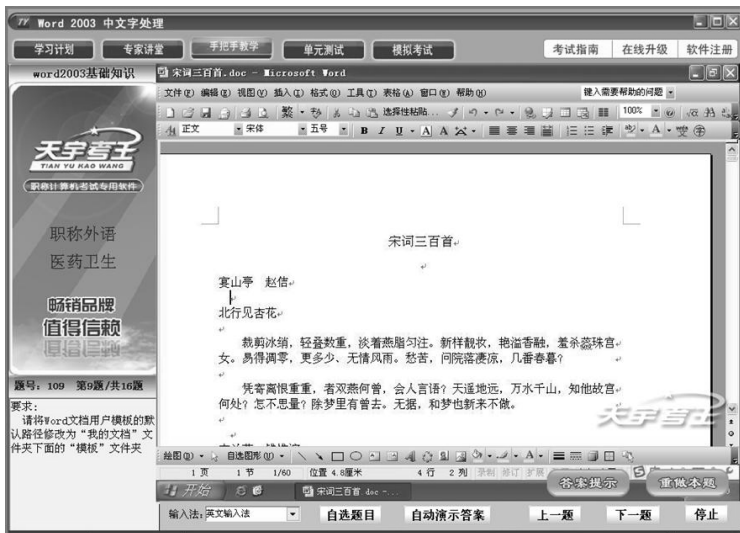 Word 2003 中文字处理
学习计划 专家讲堂 手把手教学 单元测试 模拟考试 考试指南 在线升级 软件注册
word2003基础知识
宋词三百首.doc - Microsoft Word
文件(F) 编辑(E) 视图(V) 插入(I) 格式(O) 工具(T) 表格(A) 窗口(W) 帮助(H) 键入需要帮助的问题
繁 选择性粘贴... 100%
正文 宋体 五号 B I U A A
天宇考王
TIAN YU KAO WANG
职称计算机考试专用软件
职称外语
医药卫生
畅销品牌
值得信赖
宋词三百首
宴山亭 赵佶
北行见杏花
裁剪冰绡,轻叠数重,淡着燕脂匀注。新样靓妆,艳溢香融,羞杀蕊珠宫
女。易得凋零,更多少、无情风雨。愁苦,问院落凄凉,几番春暮?
凭寄离恨重重,者双燕何曾,会人言语?天遥地远,万水千山,知他故宫
何处?怎不思量?除梦里有曾去。无据,和梦也新来不做。
天宇考王
题号: 109 第9题/共16题
要求:
请将Word文档用户模板的默
认路径修改为“我的文档”文
件夹下面的“模板”文件夹
绘图(D) 自选图形(U)
1 页 1 节 1/60 位置 4.8厘米 4 行 2 列 录制 修订 扩展
答案提示 重做本题
开始 宋词三百首.doc -...
输入法: 英文输入法 自选题目 自动演示答案 上一题 下一题 停止